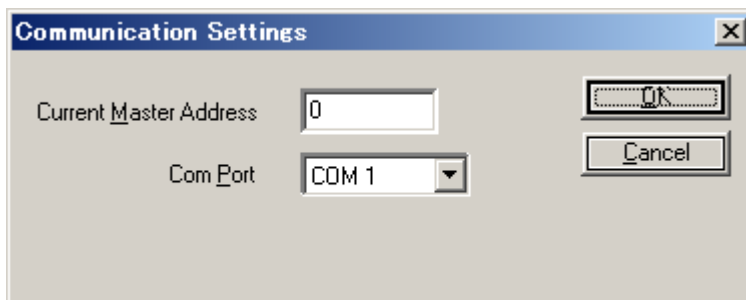 Communication Settings
Current Master Address
0
OK
Com Port
COM 1
Cancel